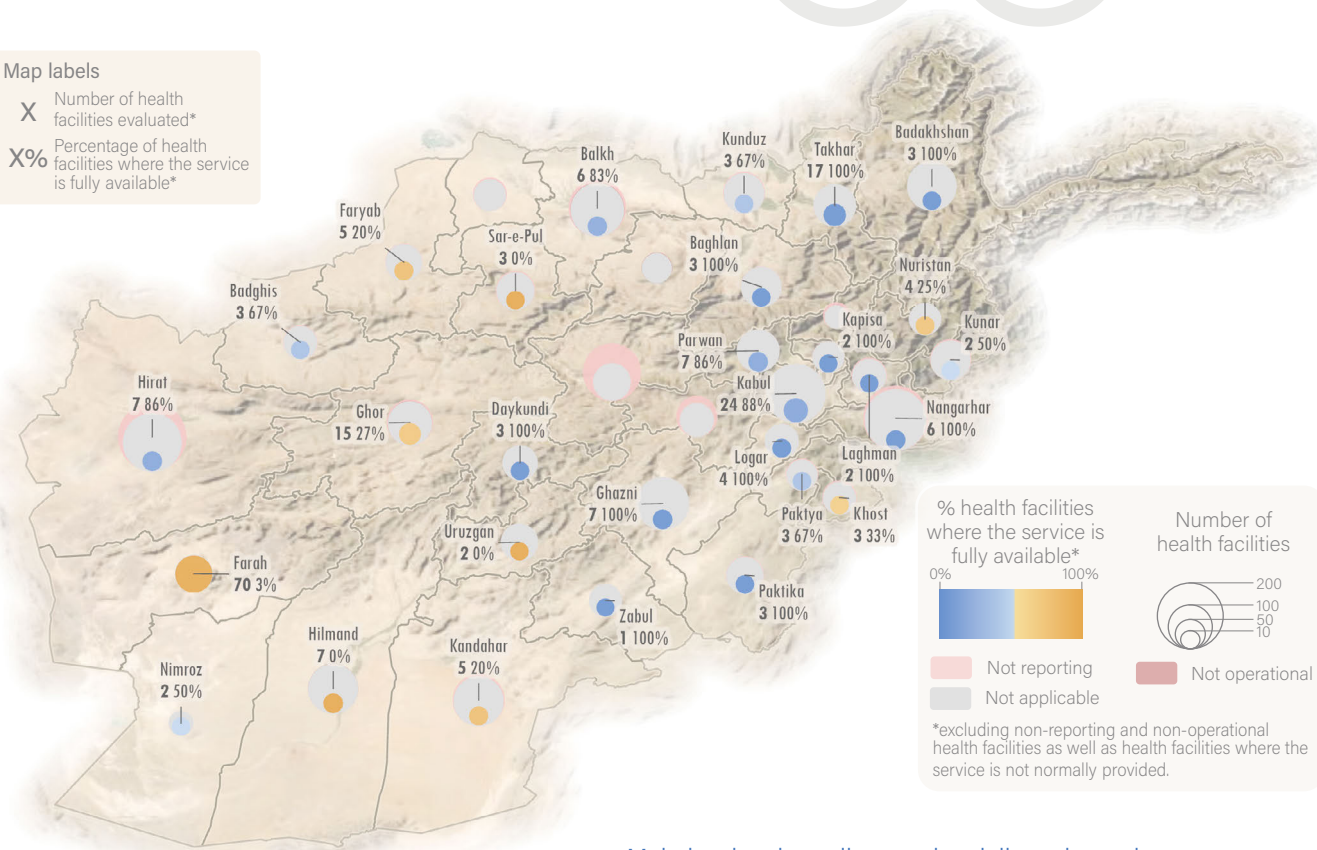 Map labels
X Number of health
facilities evaluated*
X% Percentage of health
facilities where the service
is fully available*
Badakhshan
3 100%
Kunduz
3 67%
Takhar
17 100%
Balkh
6 83%
Faryab
5 20%
Sar-e-Pul
3 0%
Baghlan
3 100%
Nuristan
4 25%
Badghis
3 67%
Kapisa
2 100%
Kunar
2 50%
Parwan
7 86%
Hirat
7 86%
Kabul
24 88%
Ghor
15 27%
Daykundi
3 100%
Nangarhar
6 100%
Logar
4 100%
Laghman
2 100%
Ghazni
7 100%
Paktya
3 67%
Khost
3 33%
Uruzgan
2 0%
Farah
70 3%
Paktika
3 100%
Zabul
1 100%
Hilmand
7 0%
Kandahar
5 20%
Nimroz
2 50%
% health facilities
where the service is
fully available*
0% 100%
Number of
health facilities
200
100
50
10
Not reporting
Not operational
Not applicable
*excluding non-reporting and non-operational
health facilities as well as health facilities where the
service is not normally provided.